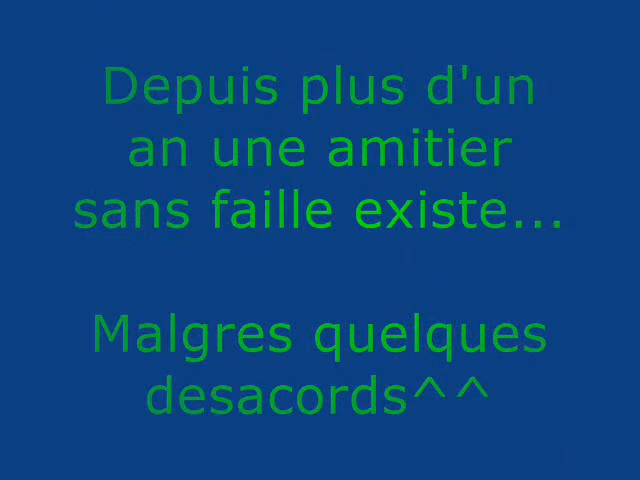 Depuis plus d'un
an une amitier
sans faille existe...
Malgres quelques
desacords^^